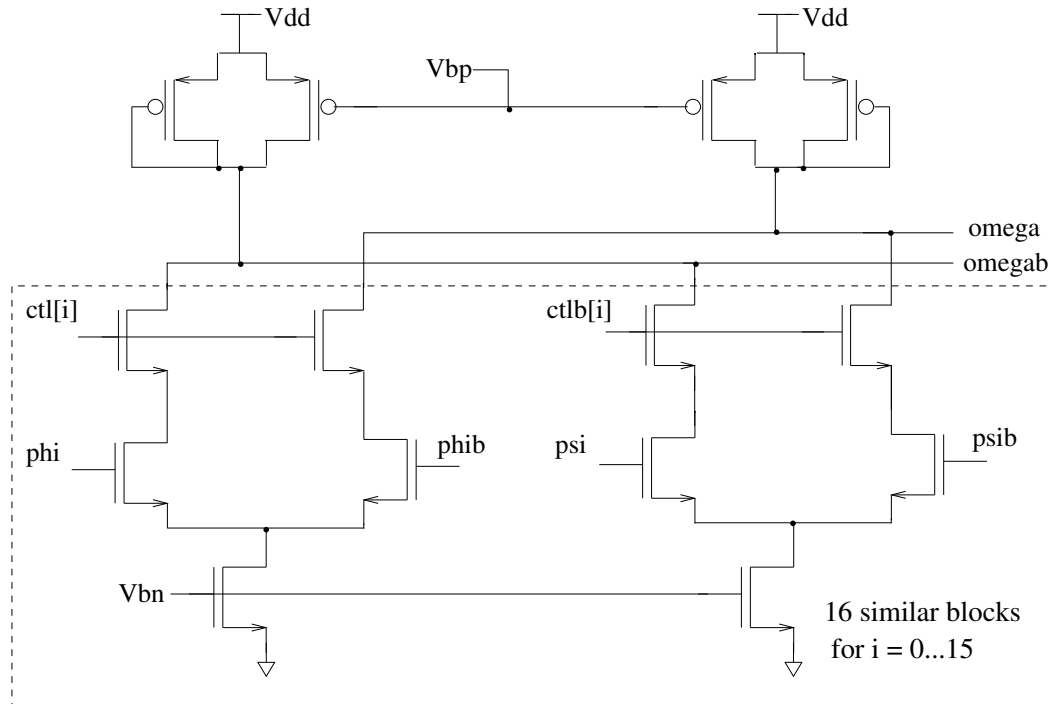 Vdd
Vdd
Vbp
omega
omegab
ctl[i]
ctlb[i]
phi
phib
psi
psib
Vbn
16 similar blocks
for i = 0...15